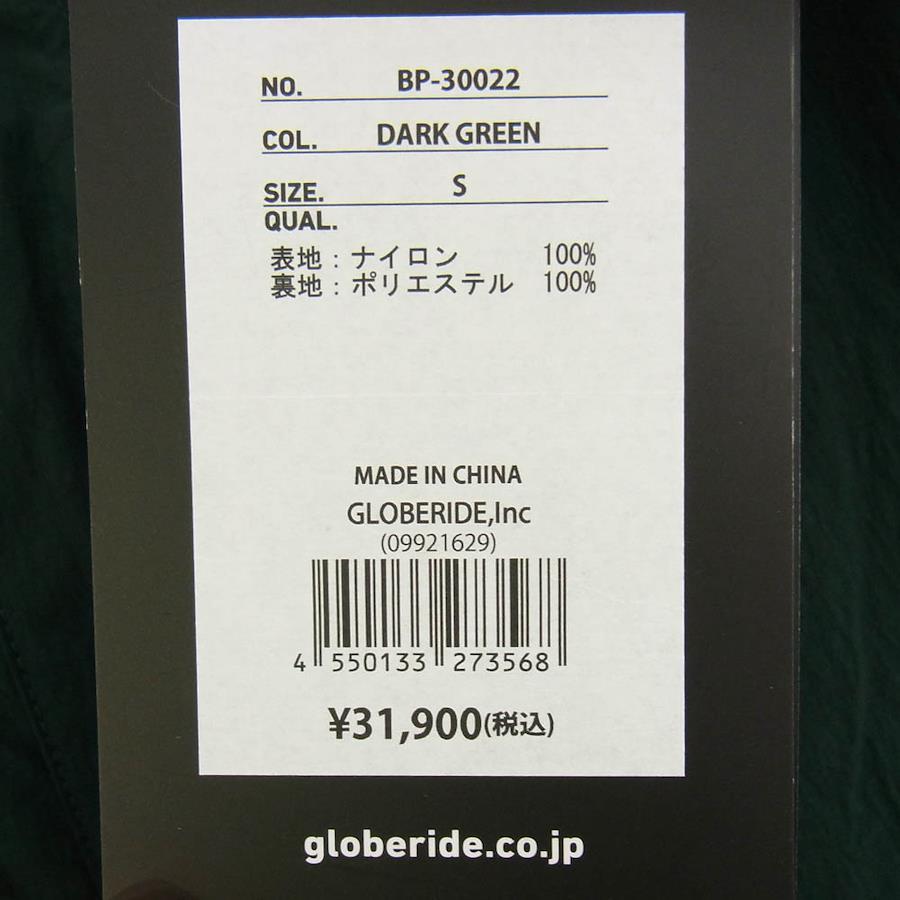 NO. BP-30022
COL. DARK GREEN
SIZE. S
QUAL.
表地：ナイロン 100%
裏地：ポリエステル 100%
MADE IN CHINA
GLOBERIDE,Inc
(09921629)
4 550133 273568
¥31,900(税込)
globeride.co.jp